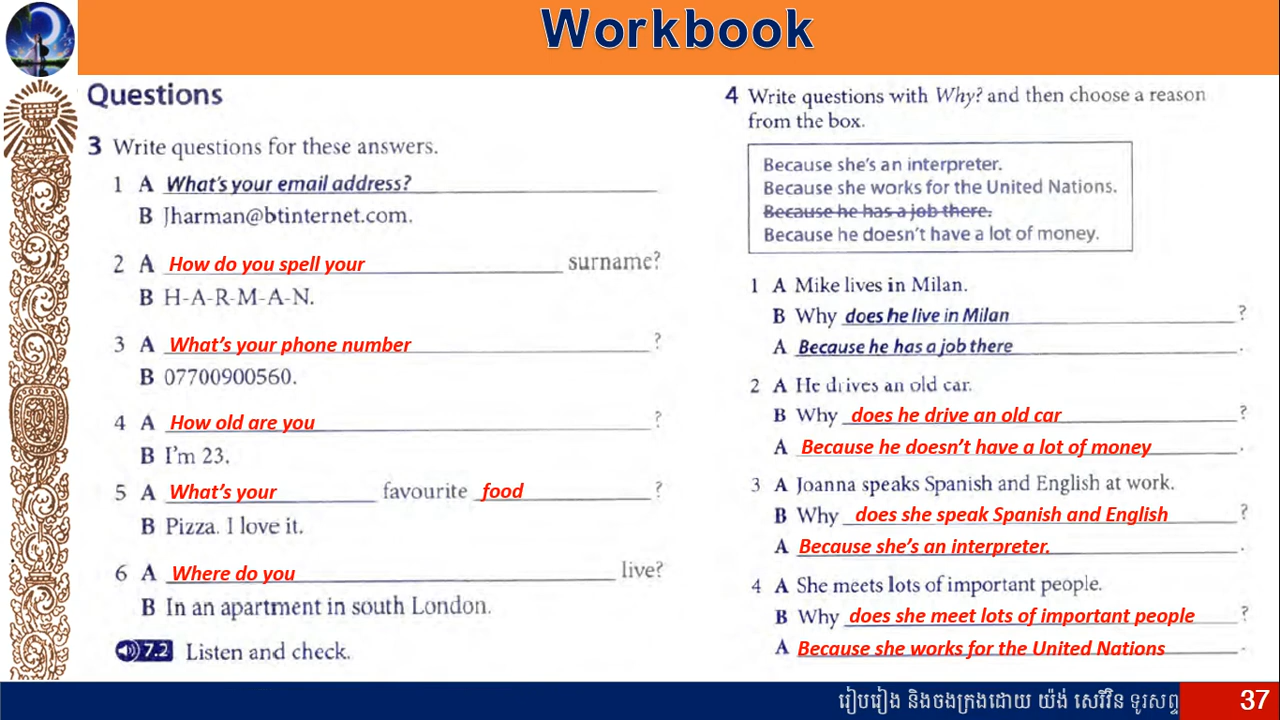 Workbook
Questions
3 Write questions for these answers.
1 A What's your email address?
B Jharman@btinternet.com.
2 A How do you spell your surname?
B H-A-R-M-A-N.
3 A What's your phone number ?
B 07700900560.
4 A How old are you ?
B I'm 23.
5 A What's your favourite food ?
B Pizza. I love it.
6 A Where do you live?
B In an apartment in south London.
7.2 Listen and check.
4 Write questions with Why? and then choose a reason
from the box.
Because she's an interpreter.
Because she works for the United Nations.
Because he has a job there.
Because he doesn't have a lot of money.
1 A Mike lives in Milan.
B Why does he live in Milan ?
A Because he has a job there .
2 A He drives an old car.
B Why does he drive an old car ?
A Because he doesn't have a lot of money .
3 A Joanna speaks Spanish and English at work.
B Why does she speak Spanish and English ?
A Because she's an interpreter. .
4 A She meets lots of important people.
B Why does she meet lots of important people ?
A Because she works for the United Nations .
រៀបរៀង និងចងក្រងដោយ យ៉ង់ សេរីវិន ទូរសព្ទ
37